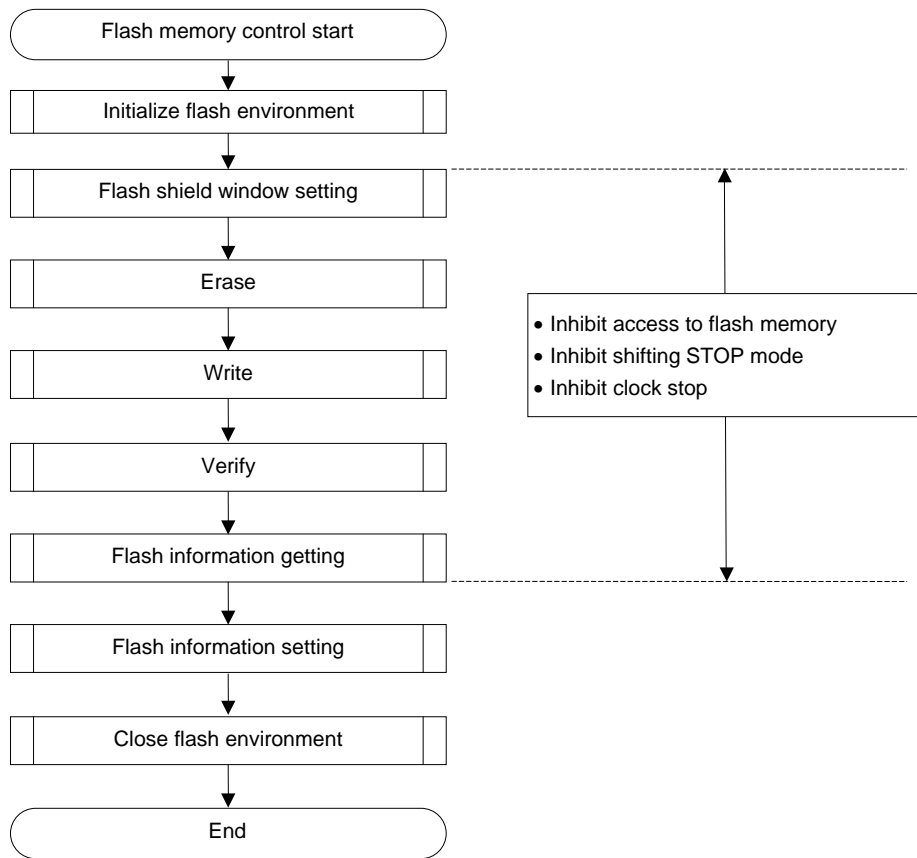 Flash memory control start
Initialize flash environment
Flash shield window setting
Erase
Write
Verify
Flash information getting
Flash information setting
Close flash environment
End
• Inhibit access to flash memory
• Inhibit shifting STOP mode
• Inhibit clock stop